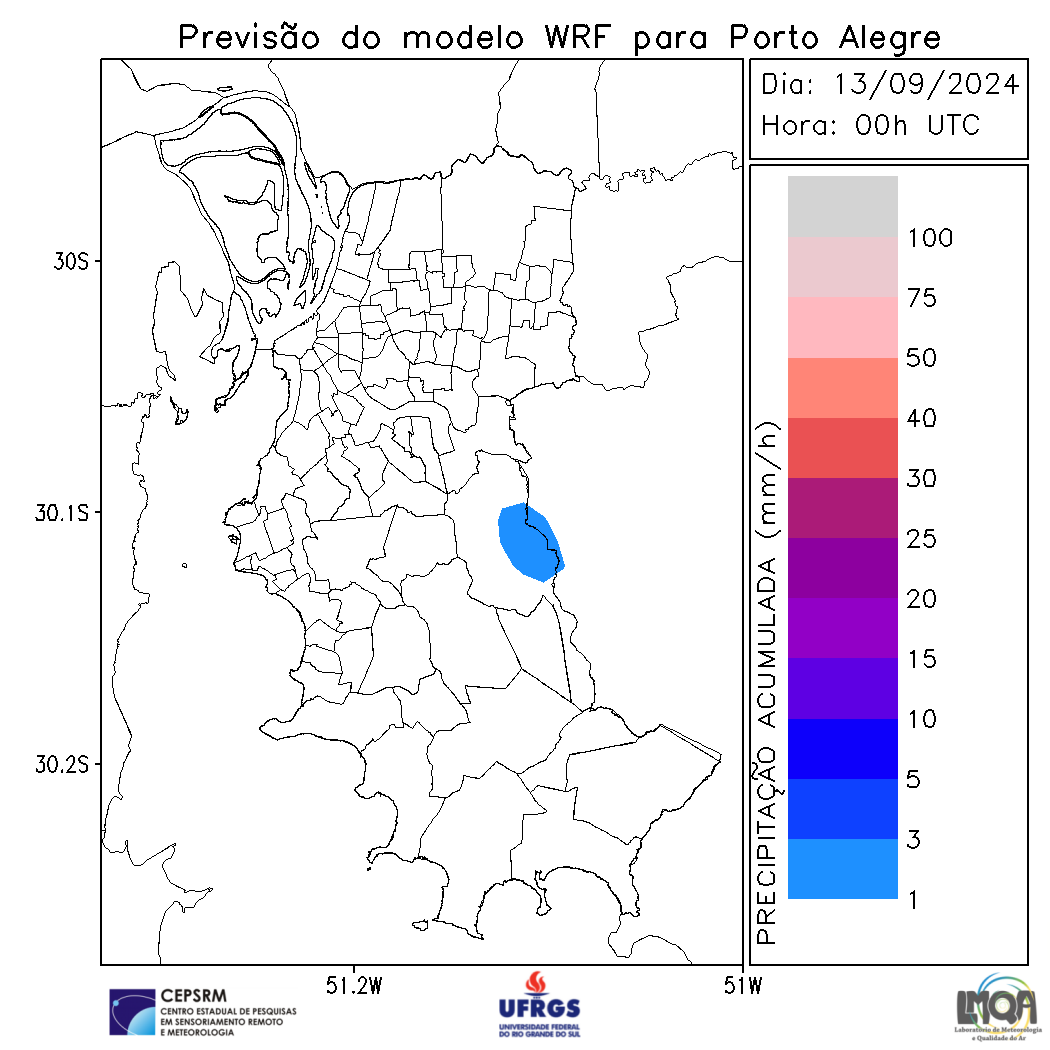 Previsão do modelo WRF para Porto Alegre
Dia: 13/09/2024
Hora: 00h UTC
30S
30.1S
30.2S
51.2W
51W
PRECIPITAÇÃO ACUMULADA (mm/h)
100
75
50
40
30
25
20
15
10
5
3
1
CEPSRM
CENTRO ESTADUAL DE PESQUISAS
EM SENSORIAMENTO REMOTO
E METEOROLOGIA
UFRGS
UNIVERSIDADE FEDERAL
DO RIO GRANDE DO SUL
LMQA
Laboratório de Meteorologia
e Qualidade do Ar